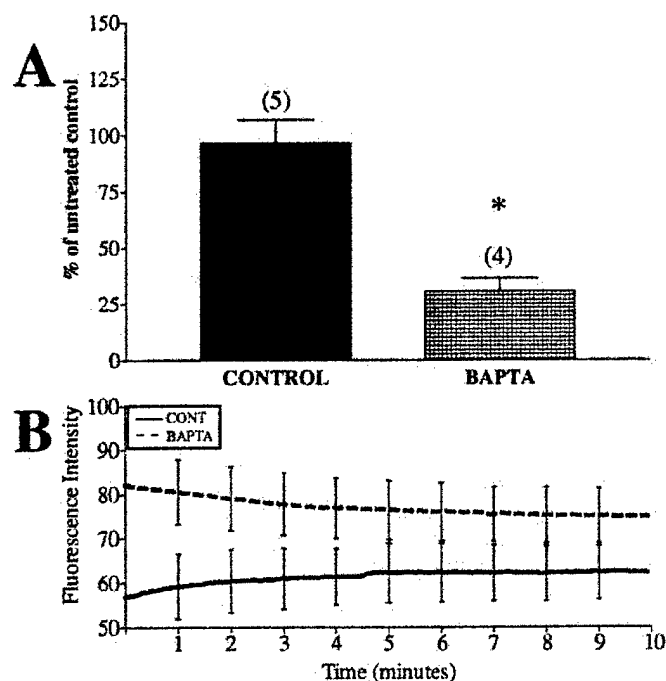 A
% of untreated control
150
125
100
75
50
25
0
(5)
*
(4)
CONTROL BAPTA
B
Fluorescence Intensity
100
90
80
70
60
50
CONT
BAPTA
1 2 3 4 5 6 7 8 9 10
Time (minutes)